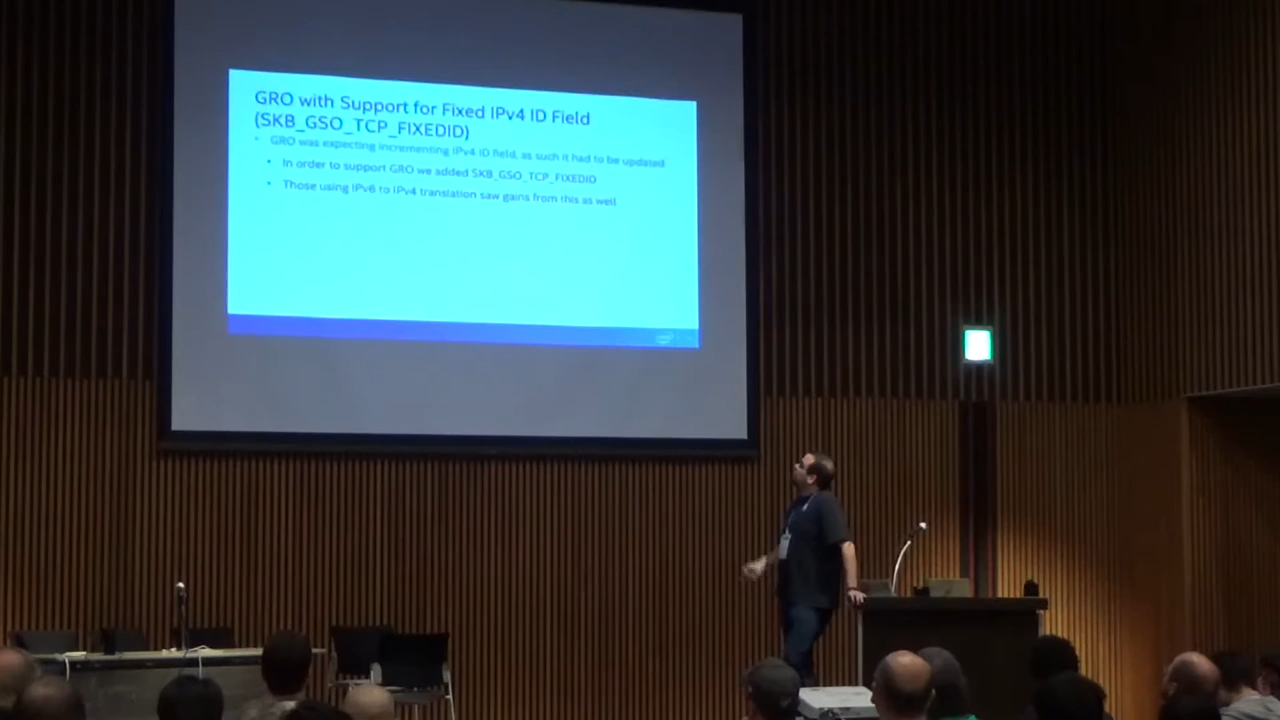 GRO with Support for Fixed IPv4 ID Field
(SKB_GSO_TCP_FIXEDID)
• GRO was expecting incrementing IPv4 ID field, as such it had to be updated
• In order to support GRO we added SKB_GSO_TCP_FIXEDID
• Those using IPv6 to IPv4 translation saw gains from this as well
intel